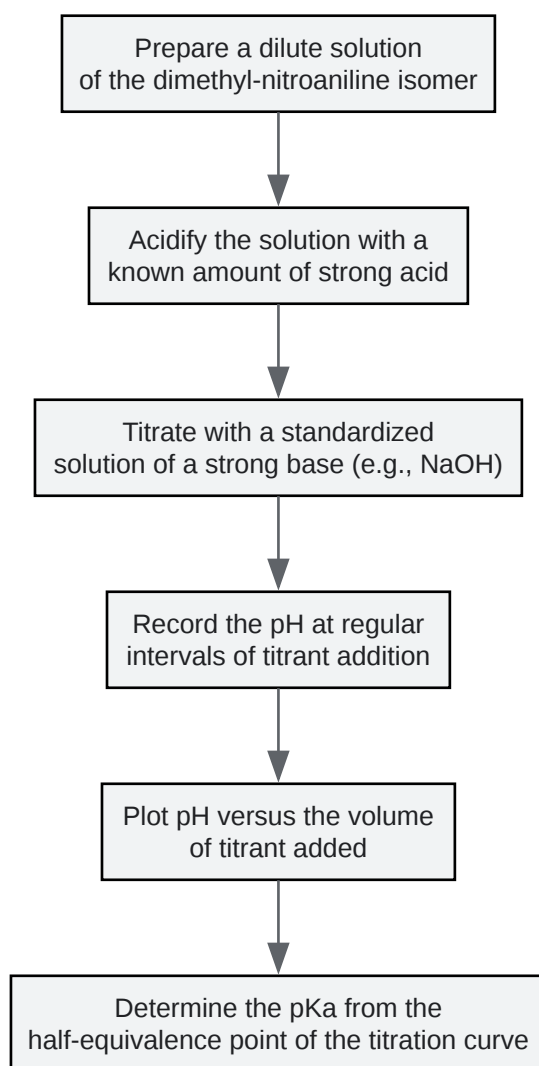 Prepare a dilute solution
of the dimethyl-nitroaniline isomer
Acidify the solution with a
known amount of strong acid
Titrate with a standardized
solution of a strong base (e.g., NaOH)
Record the pH at regular
intervals of titrant addition
Plot pH versus the volume
of titrant added
Determine the pKa from the
half-equivalence point of the titration curve